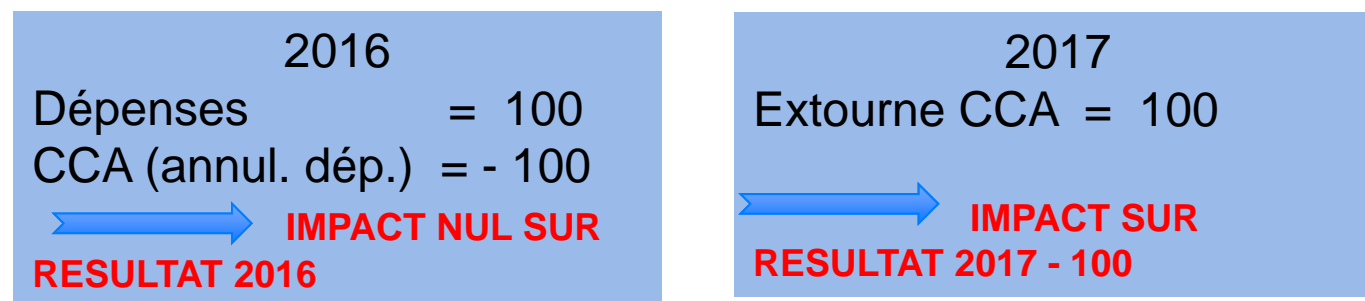 2016
Dépenses = 100
CCA (annul. dép.) = - 100
IMPACT NUL SUR
RESULTAT 2016
2017
Extourne CCA = 100
IMPACT SUR
RESULTAT 2017 - 100